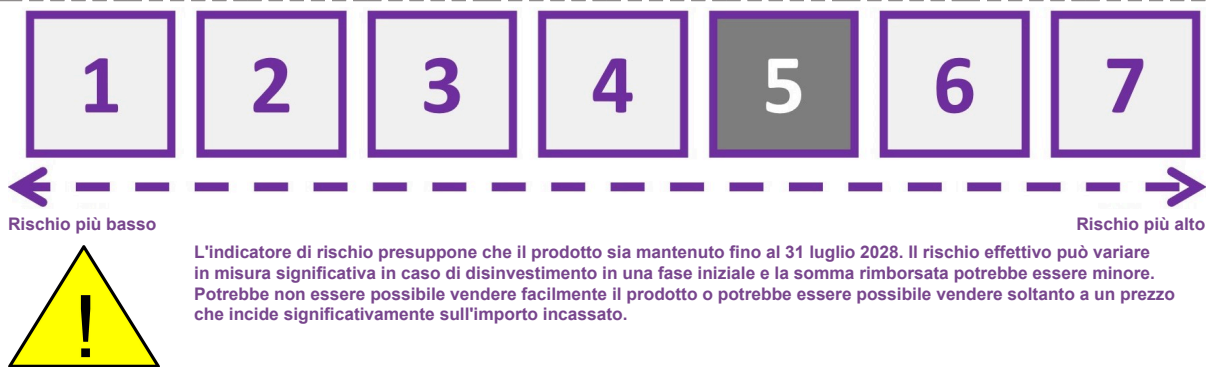 1 2 3 4 5 6 7
Rischio più basso Rischio più alto
L'indicatore di rischio presuppone che il prodotto sia mantenuto fino al 31 luglio 2028. Il rischio effettivo può variare
in misura significativa in caso di disinvestimento in una fase iniziale e la somma rimborsata potrebbe essere minore.
Potrebbe non essere possibile vendere facilmente il prodotto o potrebbe essere possibile vendere soltanto a un prezzo
che incide significativamente sull'importo incassato.
!